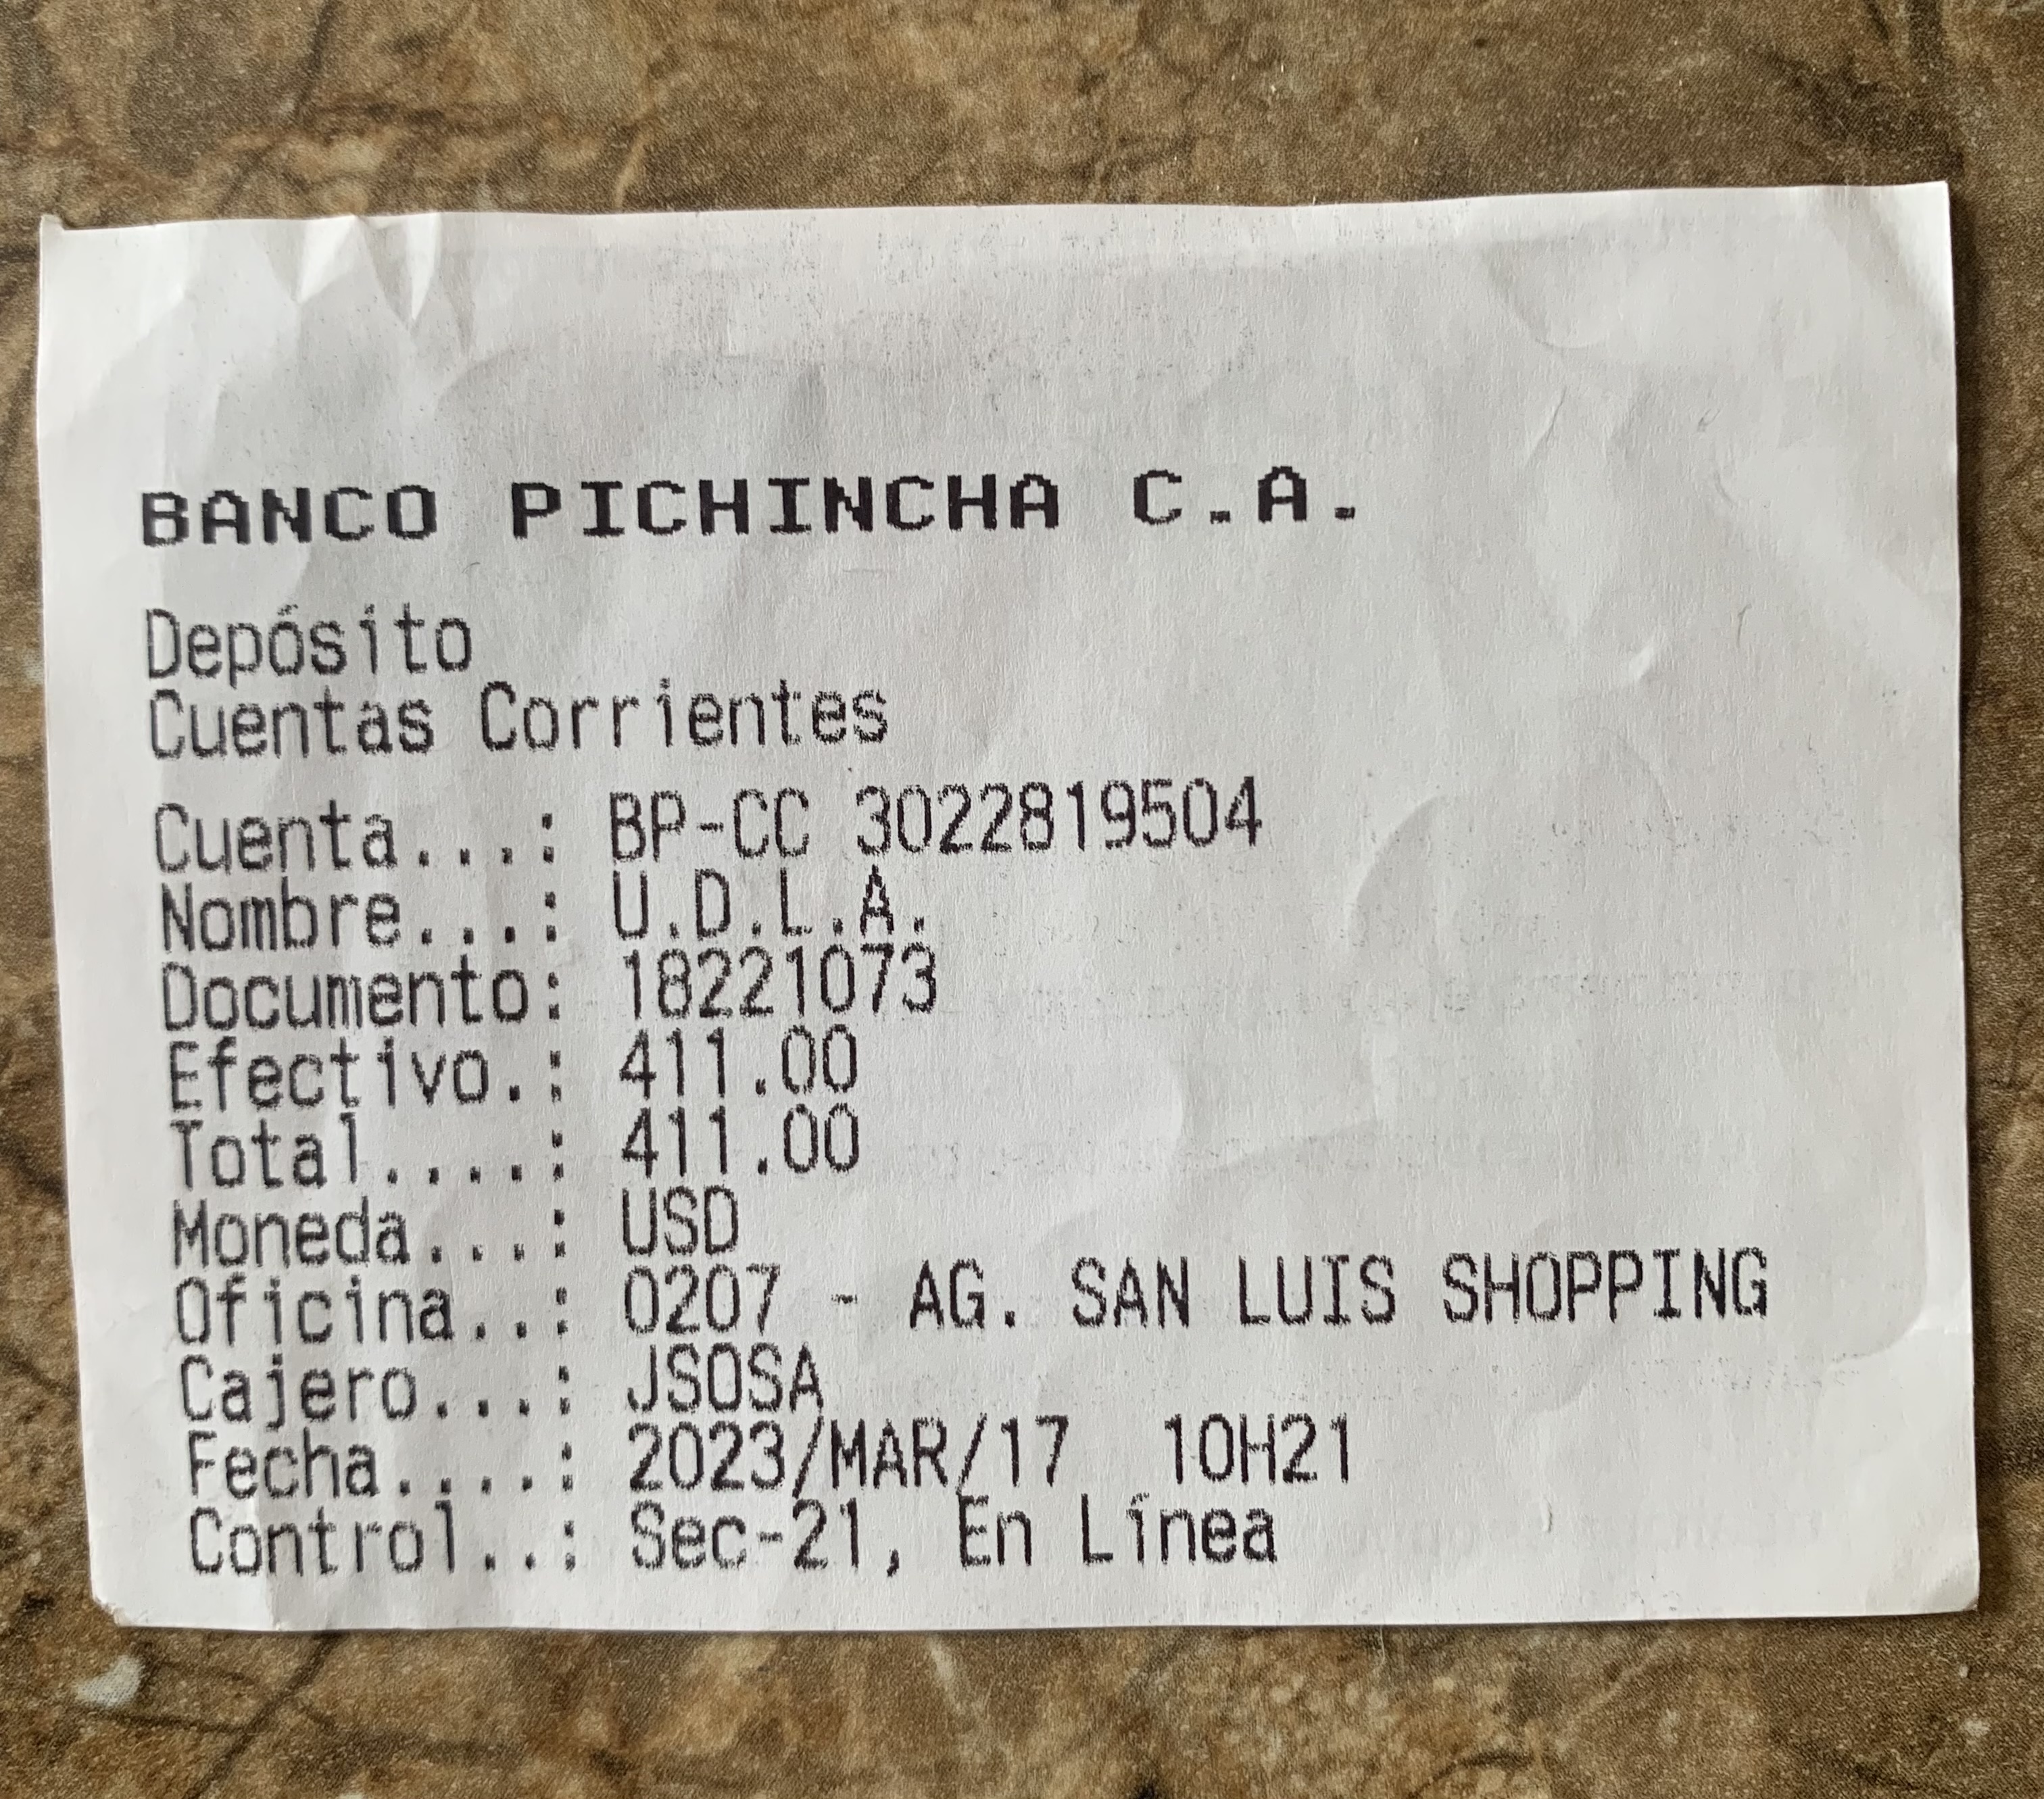 BANCO PICHINCHA C.A.
Depósito
Cuentas Corrientes
Cuenta...: BP-CC 3022819504
Nombre...: U.D.L.A.
Documento: 18221073
Efectivo.: 411.00
Total....: 411.00
Moneda...: USD
Oficina..: 0207 - AG. SAN LUIS SHOPPING
Cajero...: JSOSA
Fecha....: 2023/MAR/17  10H21
Control..: Sec-21, En Línea